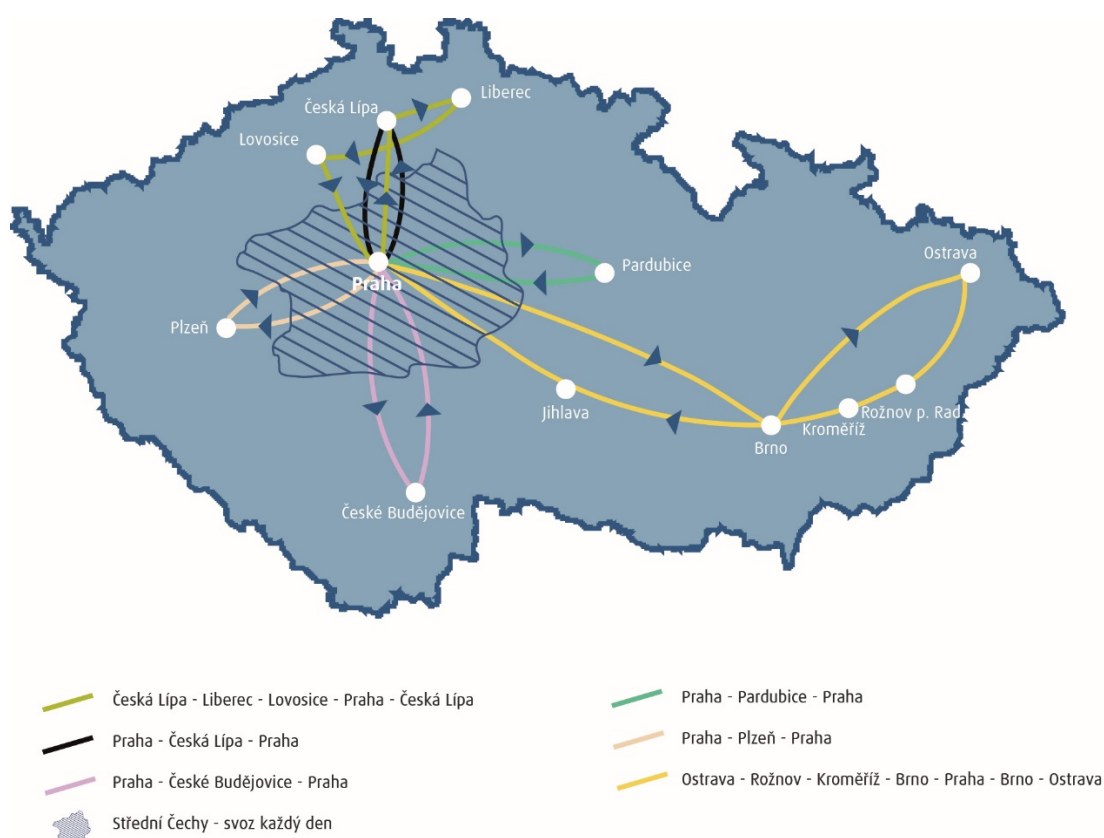 Liberec
Česká Lípa
Lovosice
Ostrava
Pardubice
Praha
Plzeň
Rožnov p. Rad.
Jihlava
Kroměříž
Brno
České Budějovice
Česká Lípa - Liberec - Lovosice - Praha - Česká Lípa
Praha - Česká Lípa - Praha
Praha - České Budějovice - Praha
Střední Čechy - svoz každý den
Praha - Pardubice - Praha
Praha - Plzeň - Praha
Ostrava - Rožnov - Kroměříž - Brno - Praha - Brno - Ostrava